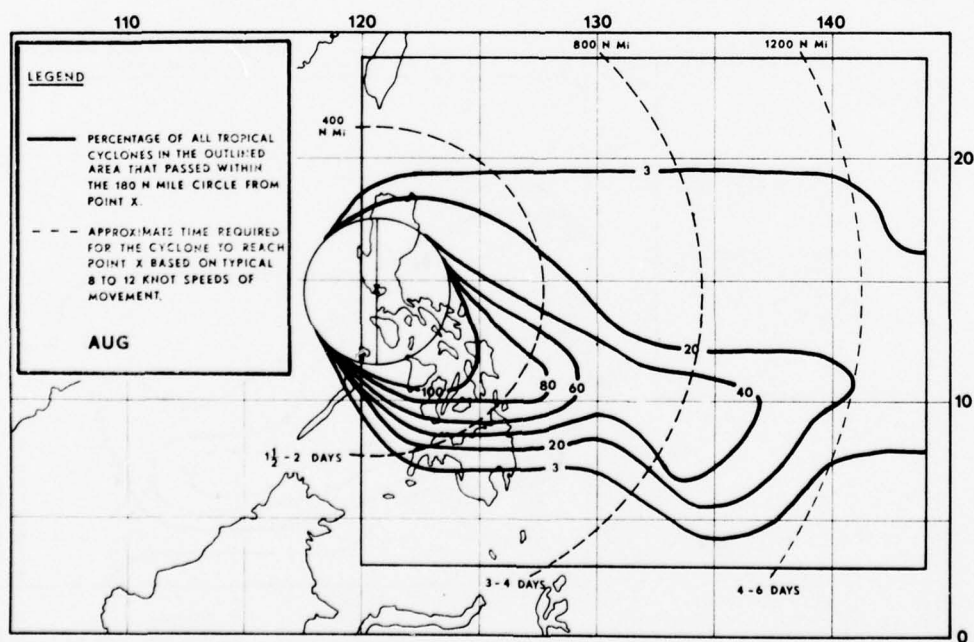 110 120 130 140
LEGEND
PERCENTAGE OF ALL TROPICAL
CYCLONES IN THE OUTLINED
AREA THAT PASSED WITHIN
THE 180 N MILE CIRCLE FROM
POINT X.
APPROXIMATE TIME REQUIRED
FOR THE CYCLONE TO REACH
POINT X BASED ON TYPICAL
8 TO 12 KNOT SPEEDS OF
MOVEMENT.
AUG
800 N Mi
1200 N Mi
400
N Mi
20
3
20
80
60
40
100
10
20
3
1½ - 2 DAYS
3 - 4 DAYS
4 - 6 DAYS
0